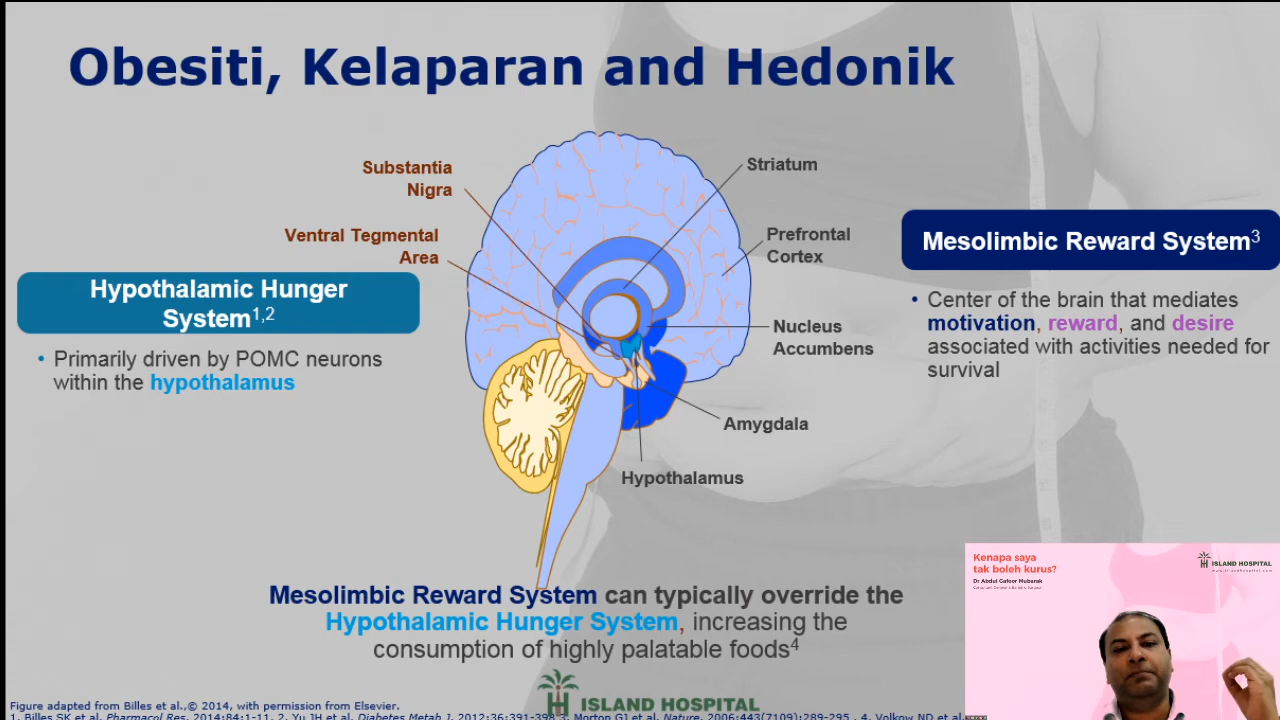 Obesiti, Kelaparan and Hedonik
Substantia
Nigra
Ventral Tegmental
Area
Striatum
Prefrontal
Cortex
Nucleus
Accumbens
Amygdala
Hypothalamus
Hypothalamic Hunger
System1,2
• Primarily driven by POMC neurons
within the hypothalamus
Mesolimbic Reward System3
• Center of the brain that mediates
motivation, reward, and desire
associated with activities needed for
survival
Mesolimbic Reward System can typically override the
Hypothalamic Hunger System, increasing the
consumption of highly palatable foods4
ISLAND HOSPITAL
Figure adapted from Billes et al.,© 2014, with permission from Elsevier.
1. Billes SK et al. Pharmacol Res. 2014;84:1-11. 2. Yu JH et al. Diabetes Metab J. 2012;36:391-398 3. Morton GJ et al. Nature. 2006;443(7109):289-295. 4. Volkow ND et al.
Kenapa saya
tak boleh kurus?
Dr Abdul Gafoor Mubarak
ISLAND HOSPITAL